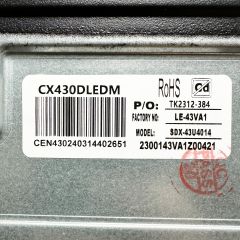 CX430DLEDM
CEN430240314402651
RoHS
P/O: TK2312-384
FACTORY NO: LE-43VA1
MODEL: SDX-43U4014
2300143VA1Z00421